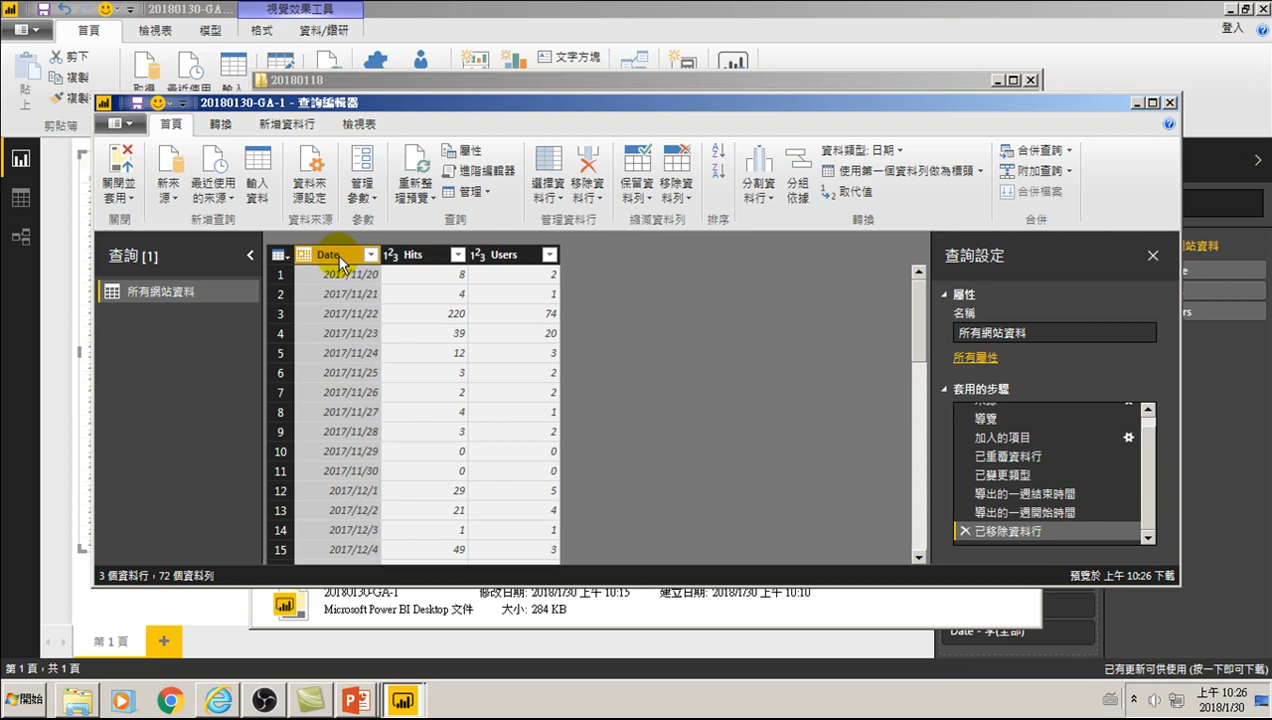 20180130-GA...
視覺效果工具
首頁
檢視表
模型
格式
資料/鑽研
登入
剪下
複製
貼
上
剪貼簿
文字方塊
20180118
20180130-GA-1 - 查詢編輯器
首頁
轉換
新增資料行
檢視表
關閉並
套用
關閉
新來
源
最近使用
的來源
輸入
資料
新增查詢
資料來
源設定
資料來源
管理
參數
參數
重新整
理預覽
屬性
進階編輯器
管理
查詢
選擇資
料行
移除資
料行
管理資料行
保留資
料列
移除資
料列
縮減資料列
排序
分割資
料行
分組
依據
資料類型: 日期
使用第一個資料列做為標頭
取代值
轉換
合併查詢
附加查詢
合併檔案
合併
查詢 [1]
所有網站資料
Date Hits Users
1 2017/11/20 8 2
2 2017/11/21 4 1
3 2017/11/22 220 74
4 2017/11/23 39 20
5 2017/11/24 12 3
6 2017/11/25 3 2
7 2017/11/26 2 2
8 2017/11/27 4 1
9 2017/11/28 3 2
10 2017/11/29 0 0
11 2017/11/30 0 0
12 2017/12/1 29 5
13 2017/12/2 21 4
14 2017/12/3 1 1
15 2017/12/4 49 3
查詢設定
屬性
名稱
所有網站資料
所有屬性
套用的步驟
導覽
加入的項目
已重覆資料行
已變更類型
導出的一週結束時間
導出的一週開始時間
已移除資料行
3 個資料行，72 個資料列
預覽於 上午 10:26 下載
20180130-GA-1
修改日期: 2018/1/30 上午 10:15
建立日期: 2018/1/30 上午 10:10
Microsoft Power BI Desktop 文件
大小: 284 KB
第 1 頁
第 1 頁，共 1 頁
已有更新可供使用 (按一下即可下載)
開始
上午 10:26
2018/1/30